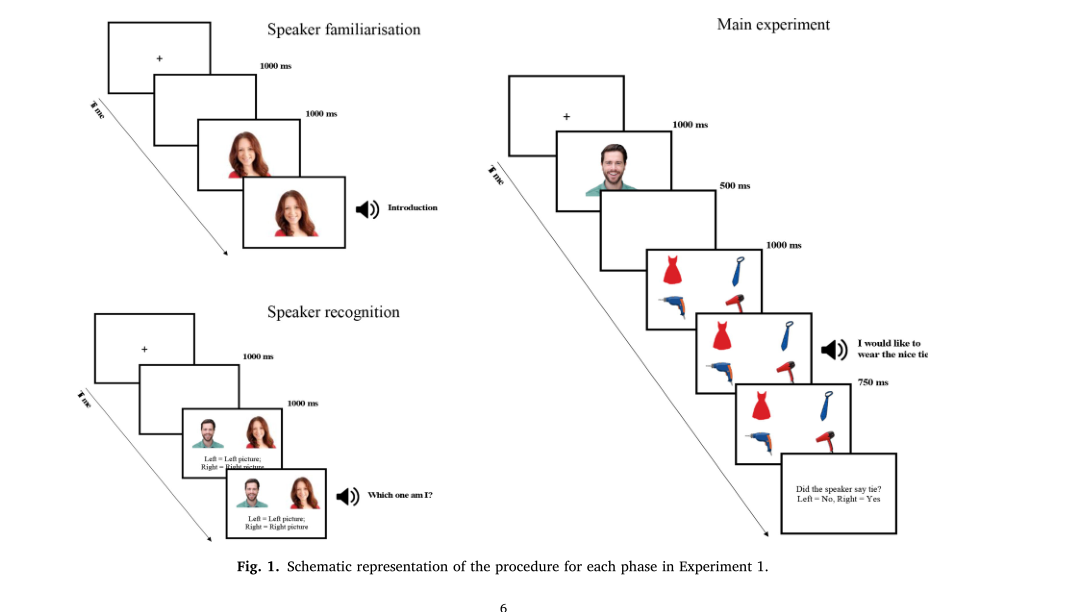 Speaker familiarisation
+
1000 ms
1000 ms
Time
Introduction
Speaker recognition
+
1000 ms
1000 ms
Time
Left = Left picture;
Right = Right picture
Which one am I?
Left = Left picture;
Right = Right picture
Main experiment
+
1000 ms
500 ms
Time
1000 ms
I would like to
wear the nice tie
750 ms
Did the speaker say tie?
Left = No, Right = Yes
Fig. 1. Schematic representation of the procedure for each phase in Experiment 1.
6